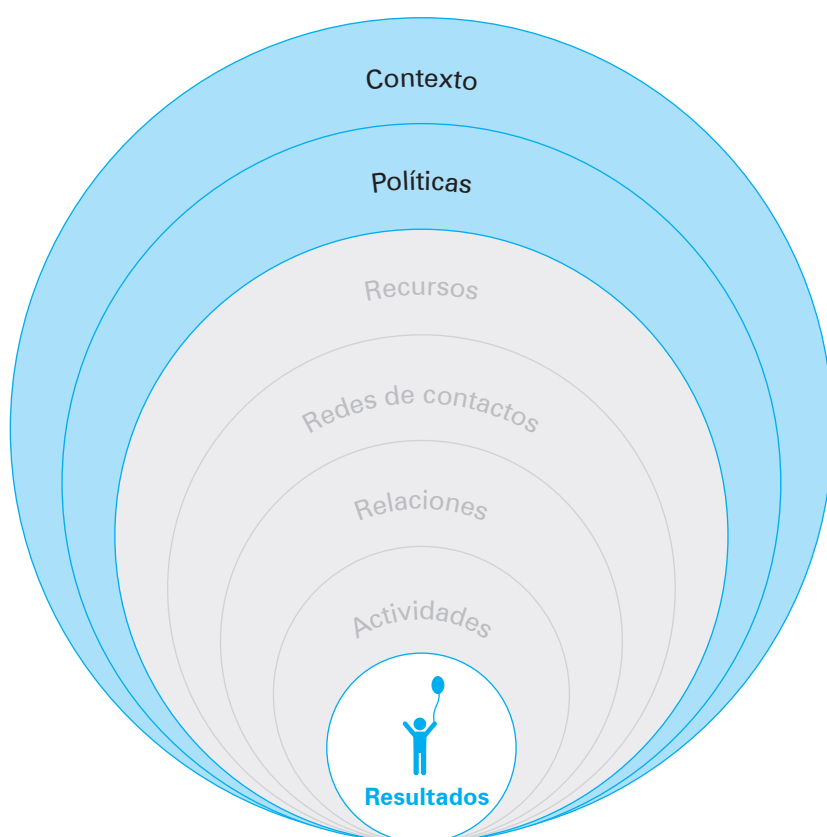 Contexto
Políticas
Recursos
Redes de contactos
Relaciones
Actividades
Resultados